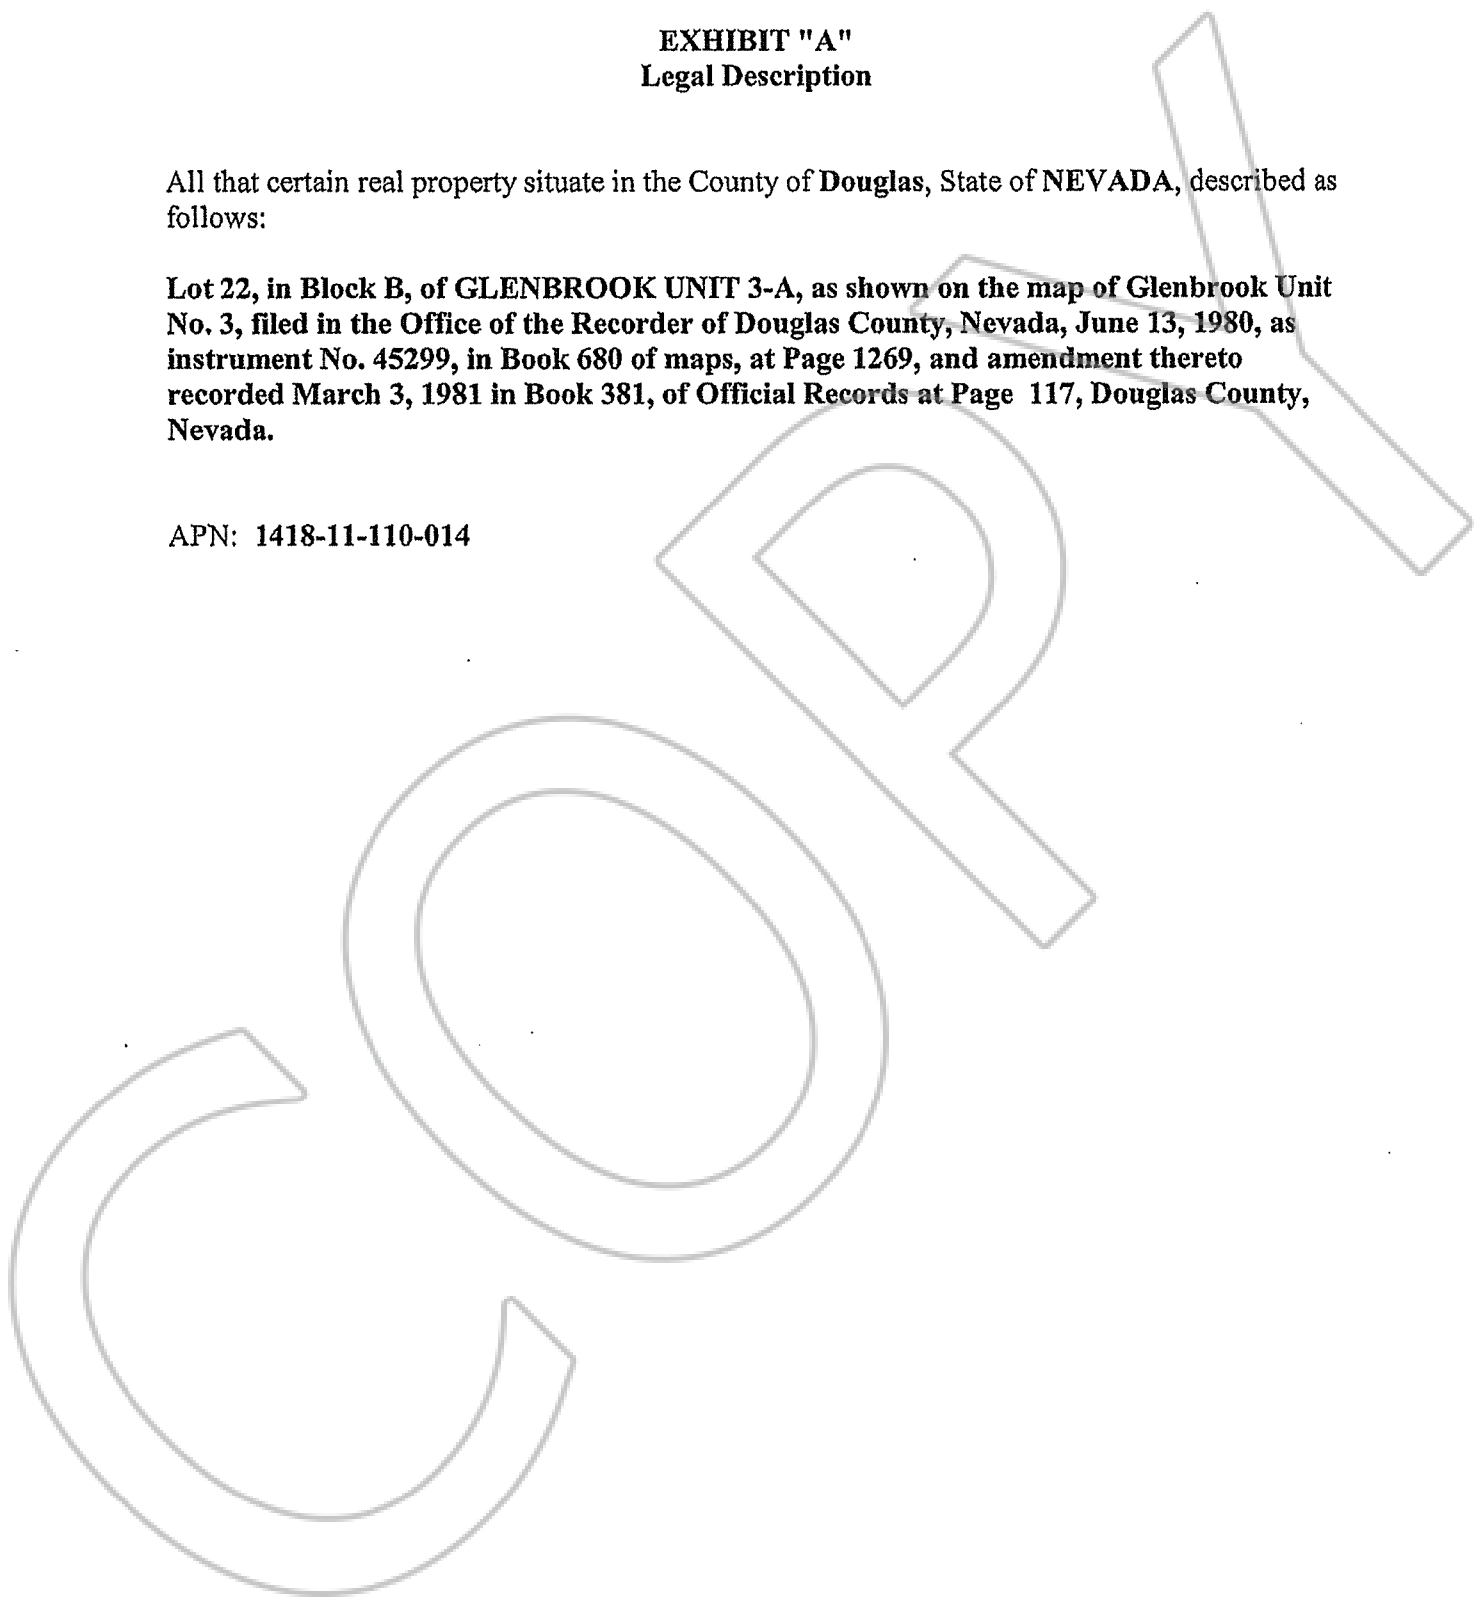 EXHIBIT "A"
Legal Description
All that certain real property situate in the County of Douglas, State of NEVADA, described as
follows:
Lot 22, in Block B, of GLENBROOK UNIT 3-A, as shown on the map of Glenbrook Unit
No. 3, filed in the Office of the Recorder of Douglas County, Nevada, June 13, 1980, as
instrument No. 45299, in Book 680 of maps, at Page 1269, and amendment thereto
recorded March 3, 1981 in Book 381, of Official Records at Page 117, Douglas County,
Nevada.
APN: 1418-11-110-014
COPY